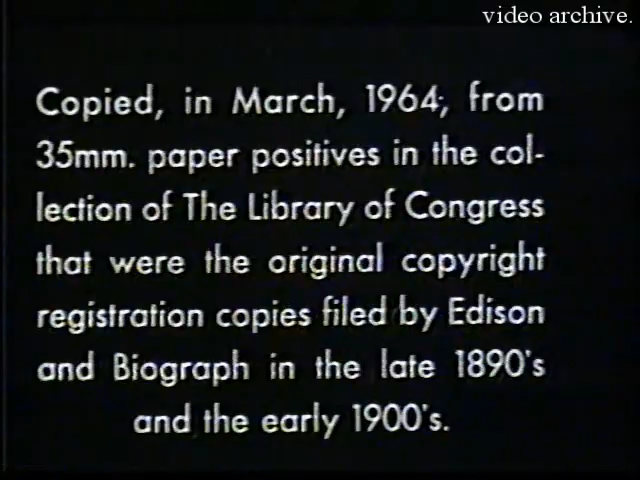 video archive.
Copied, in March, 1964, from
35mm. paper positives in the col-
lection of The Library of Congress
that were the original copyright
registration copies filed by Edison
and Biograph in the late 1890's
and the early 1900's.